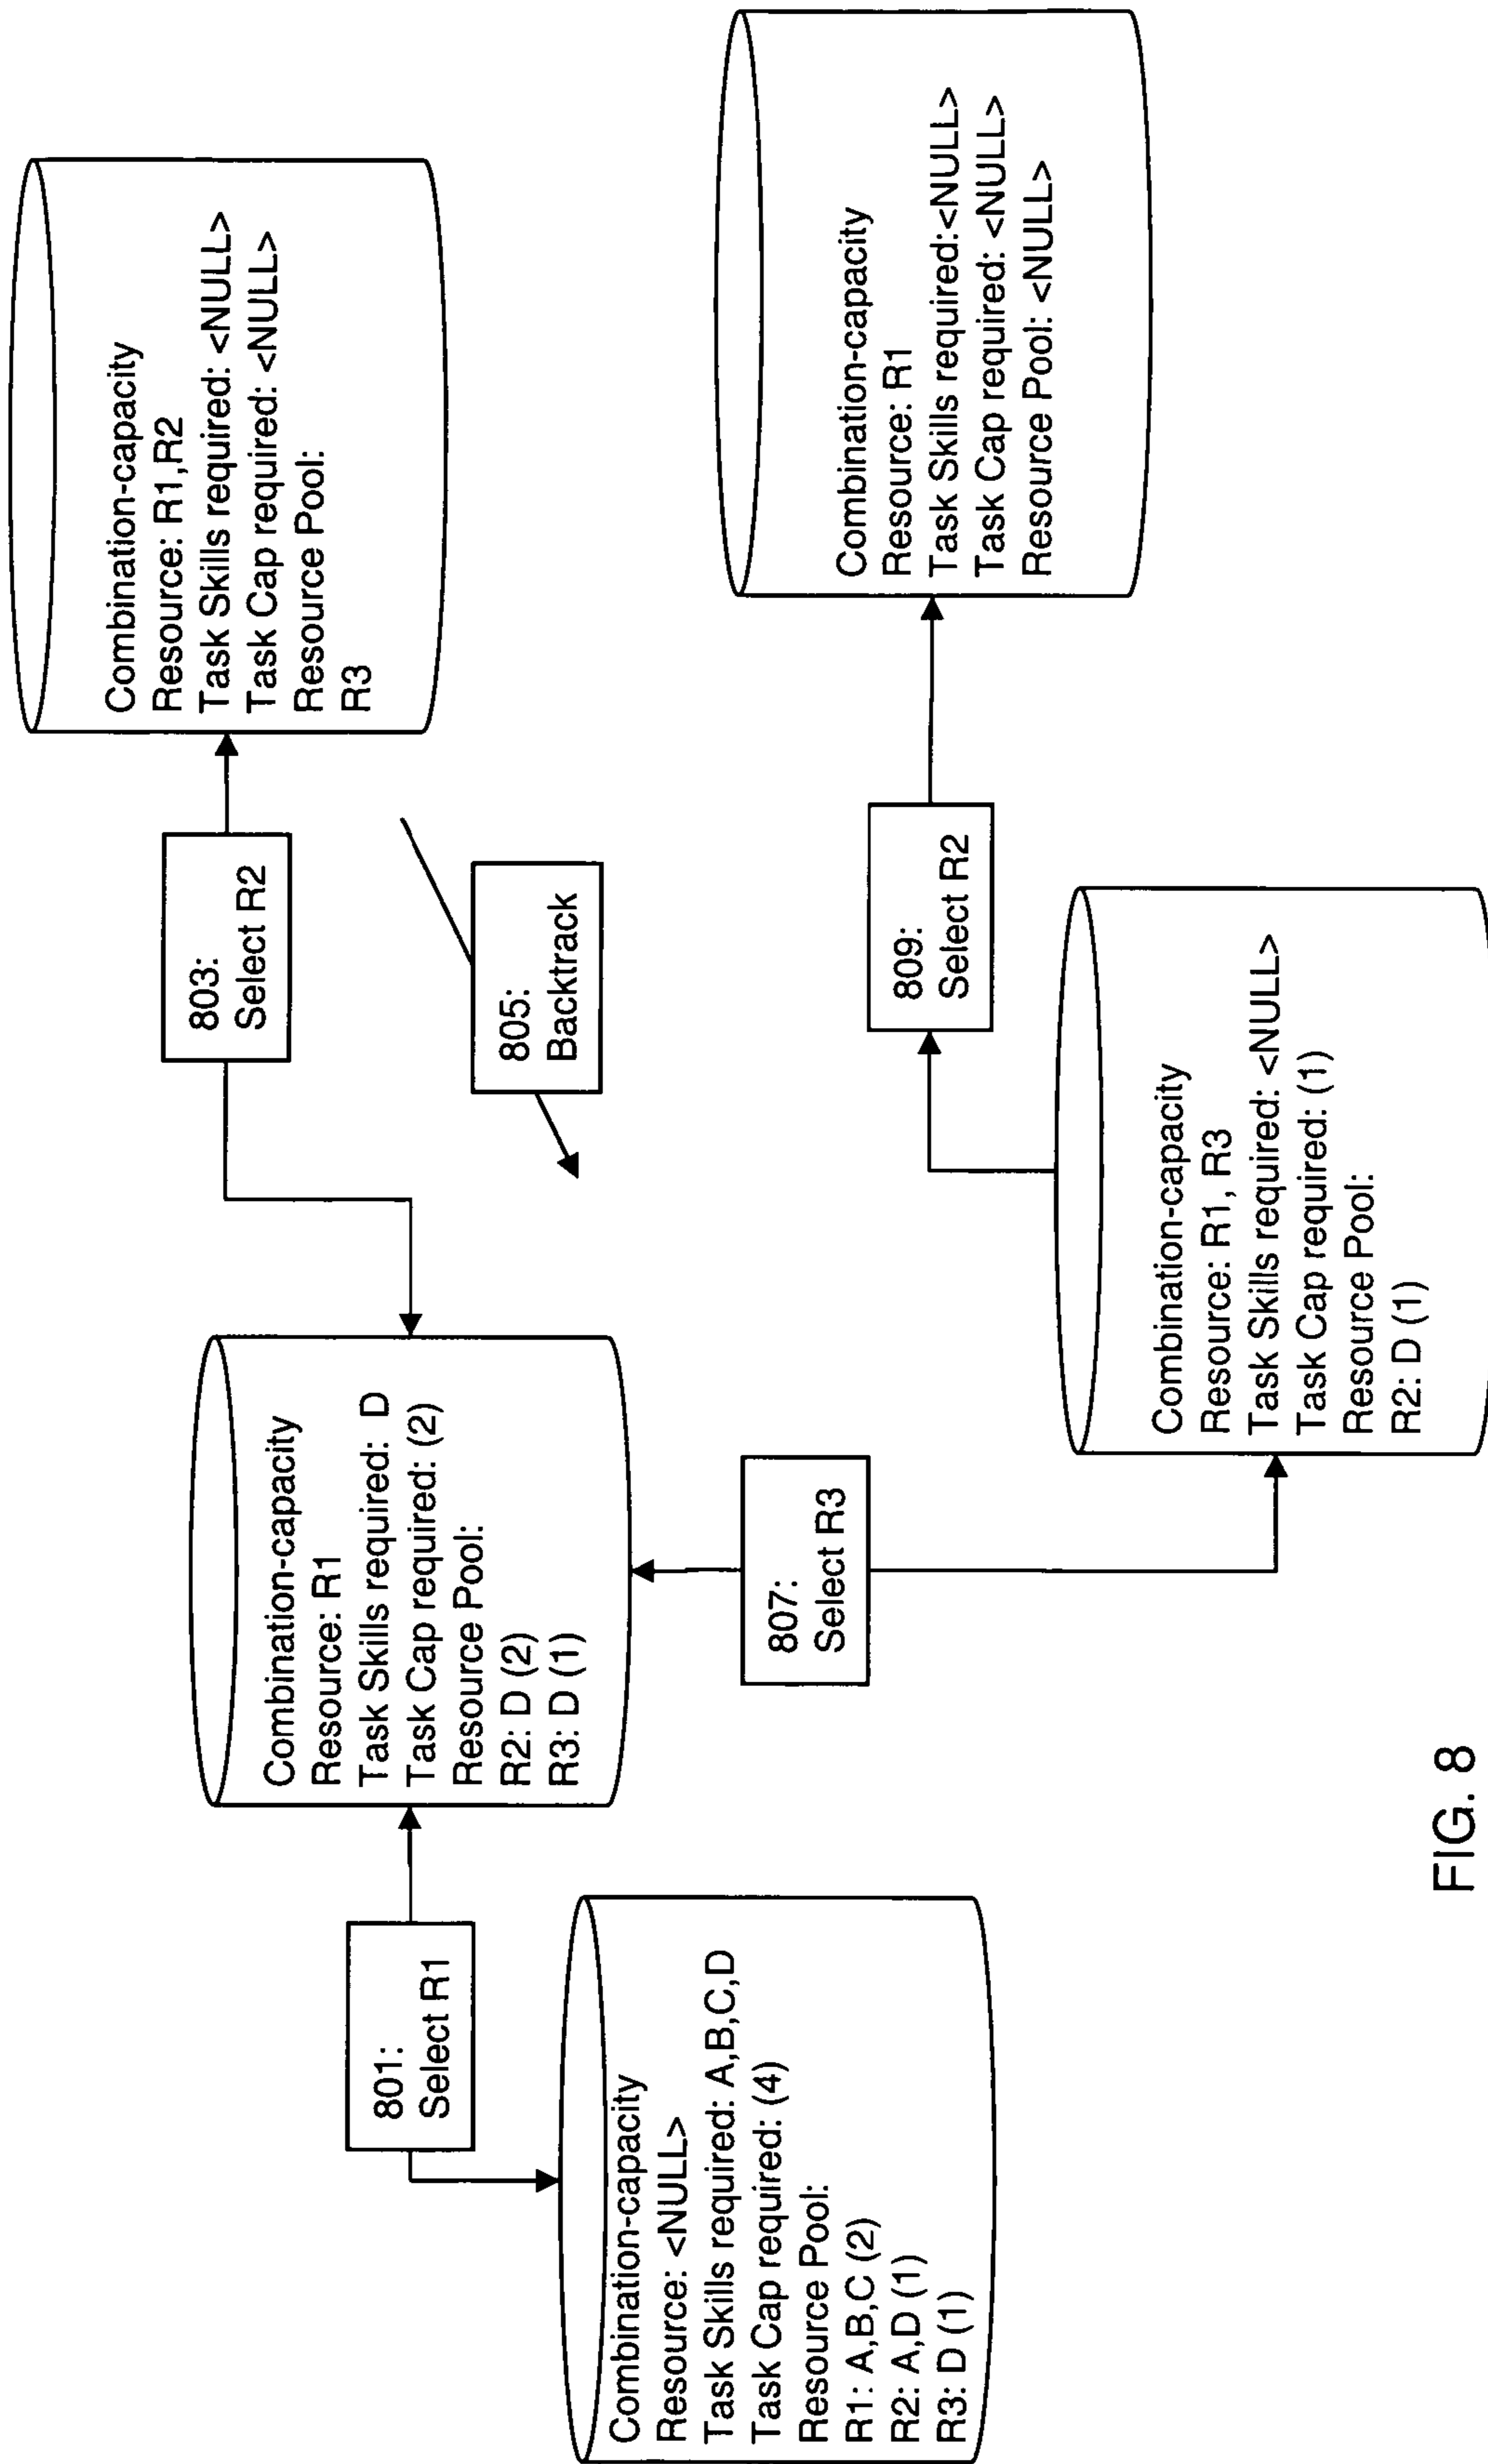 Combination-capacity
Resource: <NULL>
Task Skills required: A,B,C,D
Task Cap required: (4)
Resource Pool:
R1: A,B,C (2)
R2: A,D (1)
R3: D (1)
801:
Select R1
Combination-capacity
Resource: R1
Task Skills required: D
Task Cap required: (2)
Resource Pool:
R2: D (2)
R3: D (1)
803:
Select R2
Combination-capacity
Resource: R1,R2
Task Skills required: <NULL>
Task Cap required: <NULL>
Resource Pool:
R3
805:
Backtrack
807:
Select R3
Combination-capacity
Resource: R1, R3
Task Skills required: <NULL>
Task Cap required: (1)
Resource Pool:
R2: D (1)
809:
Select R2
Combination-capacity
Resource: R1
Task Skills required:<NULL>
Task Cap required: <NULL>
Resource Pool: <NULL>
FIG. 8